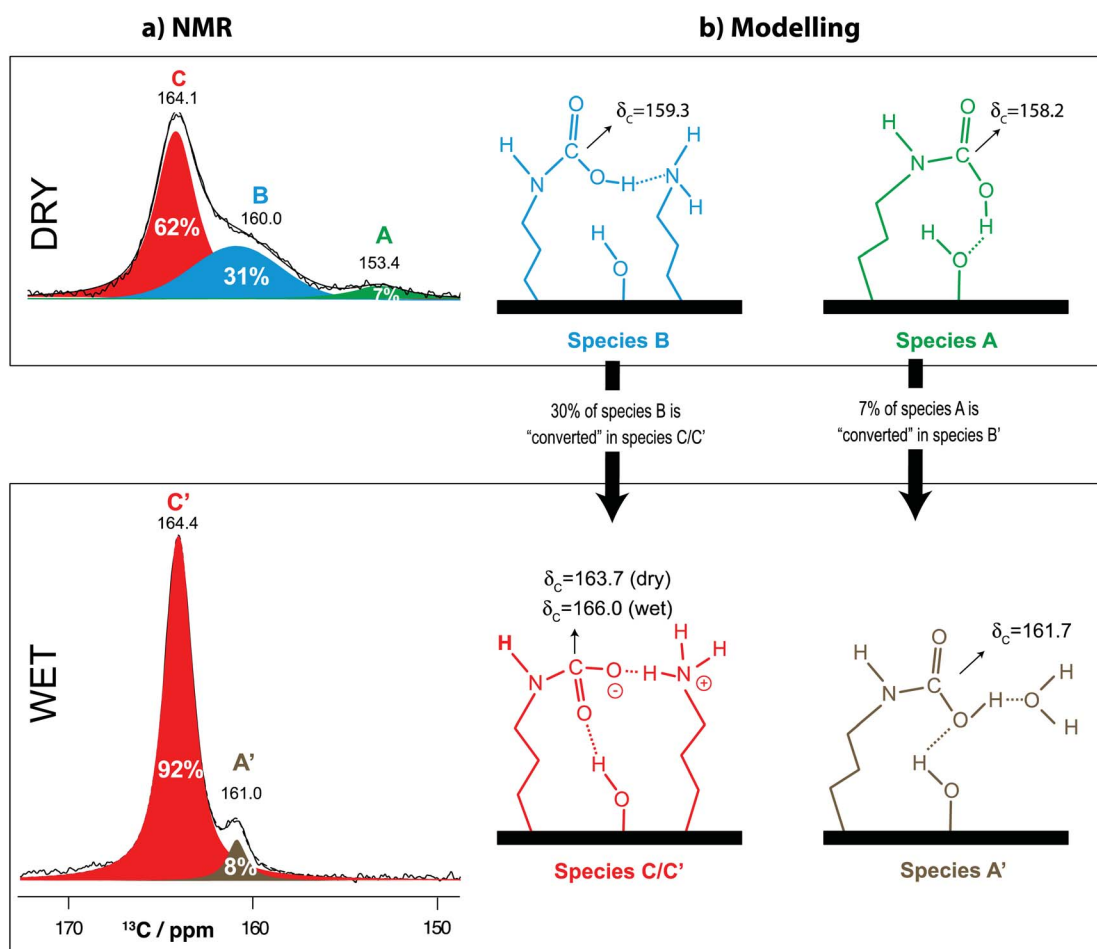 a) NMR
b) Modelling
DRY
C
164.1
62%
B
160.0
31%
A
153.4
7%
O
δC=159.3
H
C
N
O
H
N
H
H
H
O
Species B
O
δC=158.2
H
N
C
O
H
H
O
Species A
30% of species B is
“converted” in species C/C’
7% of species A is
“converted” in species B’
WET
C’
164.4
92%
A’
161.0
8%
170
13C / ppm
160
150
δC=163.7 (dry)
δC=166.0 (wet)
H
N
C
O
-
H
N
+
H
H
O
H
O
Species C/C’
O
δC=161.7
H
N
C
O
H
O
H
H
H
O
Species A’